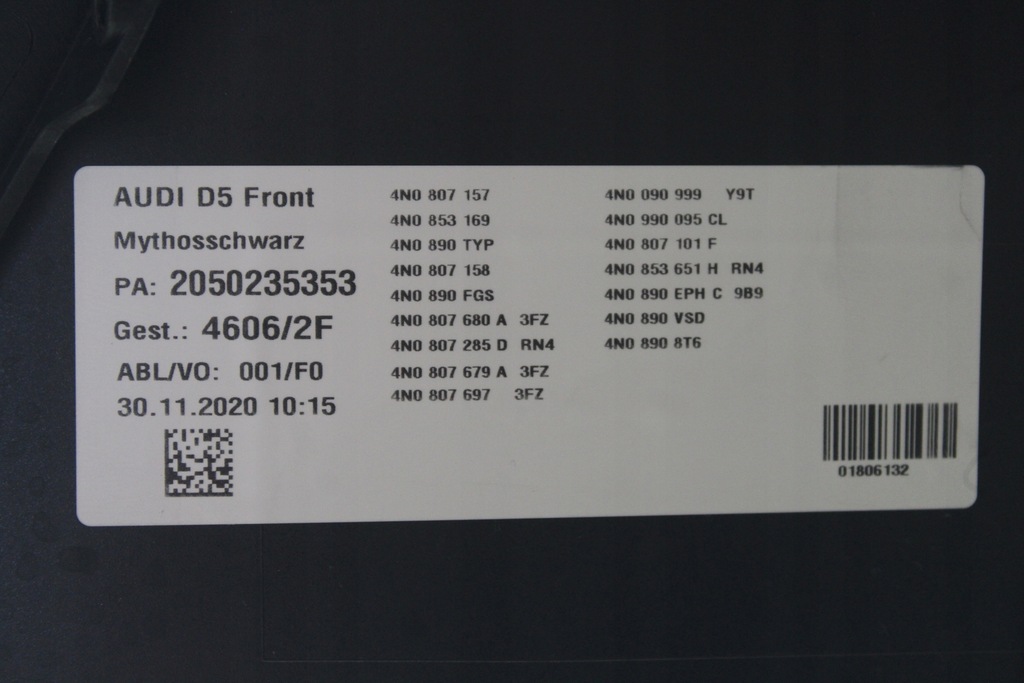 AUDI D5 Front
Mythosschwarz
PA: 2050235353
Gest.: 4606/2F
ABL/VO: 001/F0
30.11.2020 10:15
4N0 807 157
4N0 853 169
4N0 890 TYP
4N0 807 158
4N0 890 FGS
4N0 807 680 A 3FZ
4N0 807 285 D RN4
4N0 807 679 A 3FZ
4N0 807 697 3FZ
4N0 090 999 Y9T
4N0 990 095 CL
4N0 807 101 F
4N0 853 651 H RN4
4N0 890 EPH C 9B9
4N0 890 VSD
4N0 890 8T6
01806132